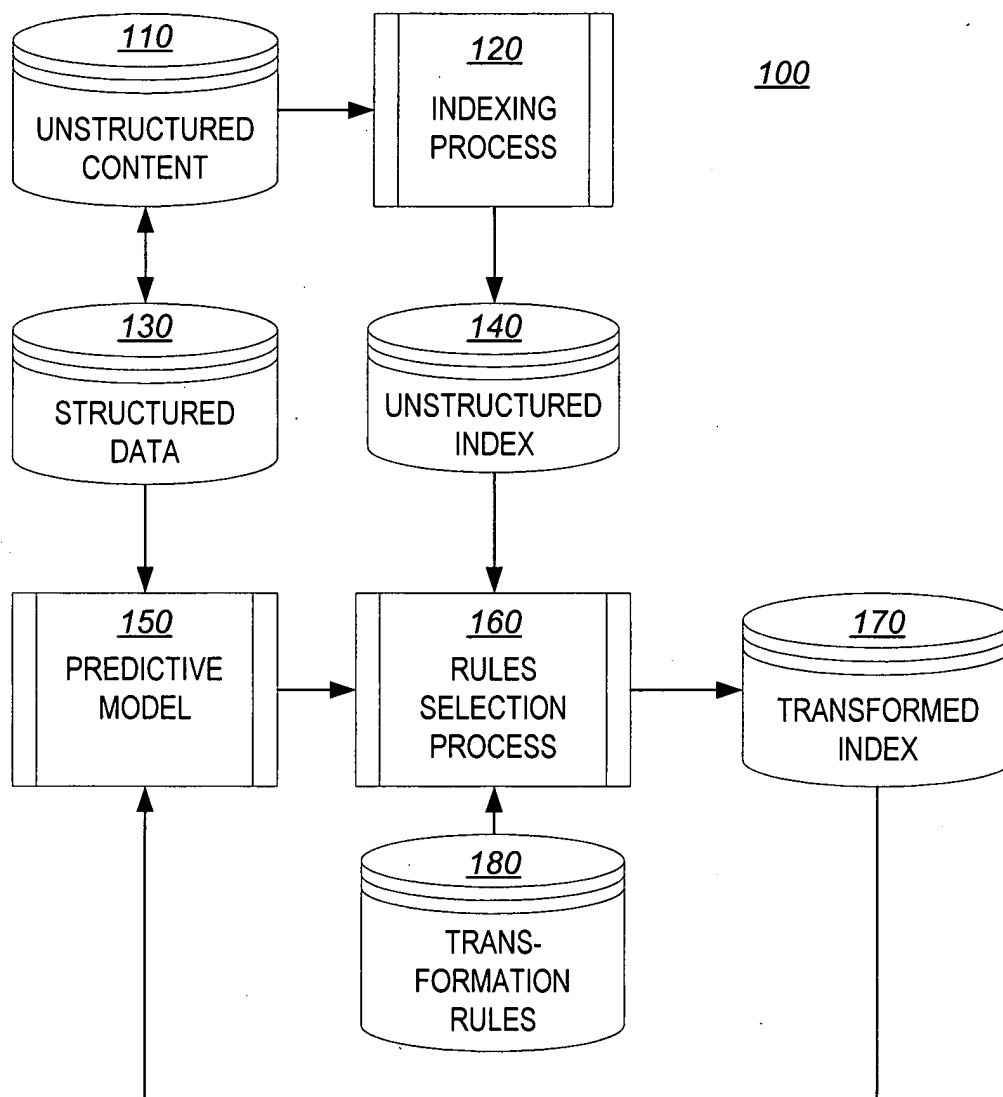 110
UNSTRUCTURED
CONTENT
120
INDEXING
PROCESS
100
130
STRUCTURED
DATA
140
UNSTRUCTURED
INDEX
150
PREDICTIVE
MODEL
160
RULES
SELECTION
PROCESS
170
TRANSFORMED
INDEX
180
TRANS-
FORMATION
RULES